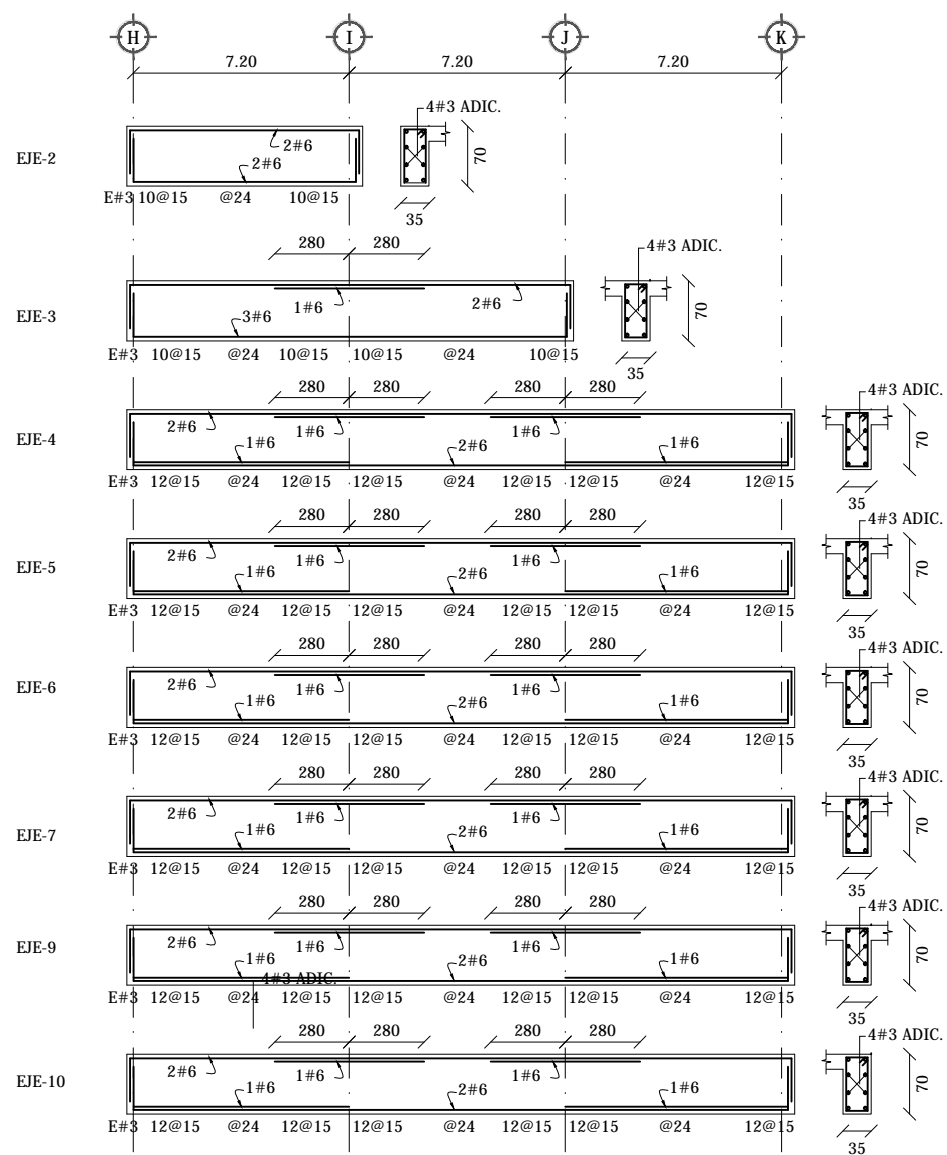 H I J K
7.20 7.20 7.20
4#3 ADIC.
2#6
EJE-2 2#6 70
E#3 10@15 @24 10@15
35
280 280
4#3 ADIC.
1#6 2#6
EJE-3 3#6 70
E#3 10@15 @24 10@15 10@15 @24 10@15
35
280 280 280 280
4#3 ADIC.
2#6 1#6 1#6
EJE-4 1#6 2#6 1#6 70
E#3 12@15 @24 12@15 12@15 @24 12@15 12@15 @24 12@15
35
280 280 280 280
4#3 ADIC.
2#6 1#6 1#6
EJE-5 1#6 2#6 1#6 70
E#3 12@15 @24 12@15 12@15 @24 12@15 12@15 @24 12@15
35
280 280 280 280
4#3 ADIC.
2#6 1#6 1#6
EJE-6 1#6 2#6 1#6 70
E#3 12@15 @24 12@15 12@15 @24 12@15 12@15 @24 12@15
35
280 280 280 280
4#3 ADIC.
2#6 1#6 1#6
EJE-7 1#6 2#6 1#6 70
E#3 12@15 @24 12@15 12@15 @24 12@15 12@15 @24 12@15
35
280 280 280 280
4#3 ADIC.
2#6 1#6 1#6
EJE-9 1#6 2#6 1#6 70
4#3 ADIC.
E#3 12@15 @24 12@15 12@15 @24 12@15 12@15 @24 12@15
35
280 280 280 280
4#3 ADIC.
2#6 1#6 1#6
EJE-10 1#6 2#6 1#6 70
E#3 12@15 @24 12@15 12@15 @24 12@15 12@15 @24 12@15
35